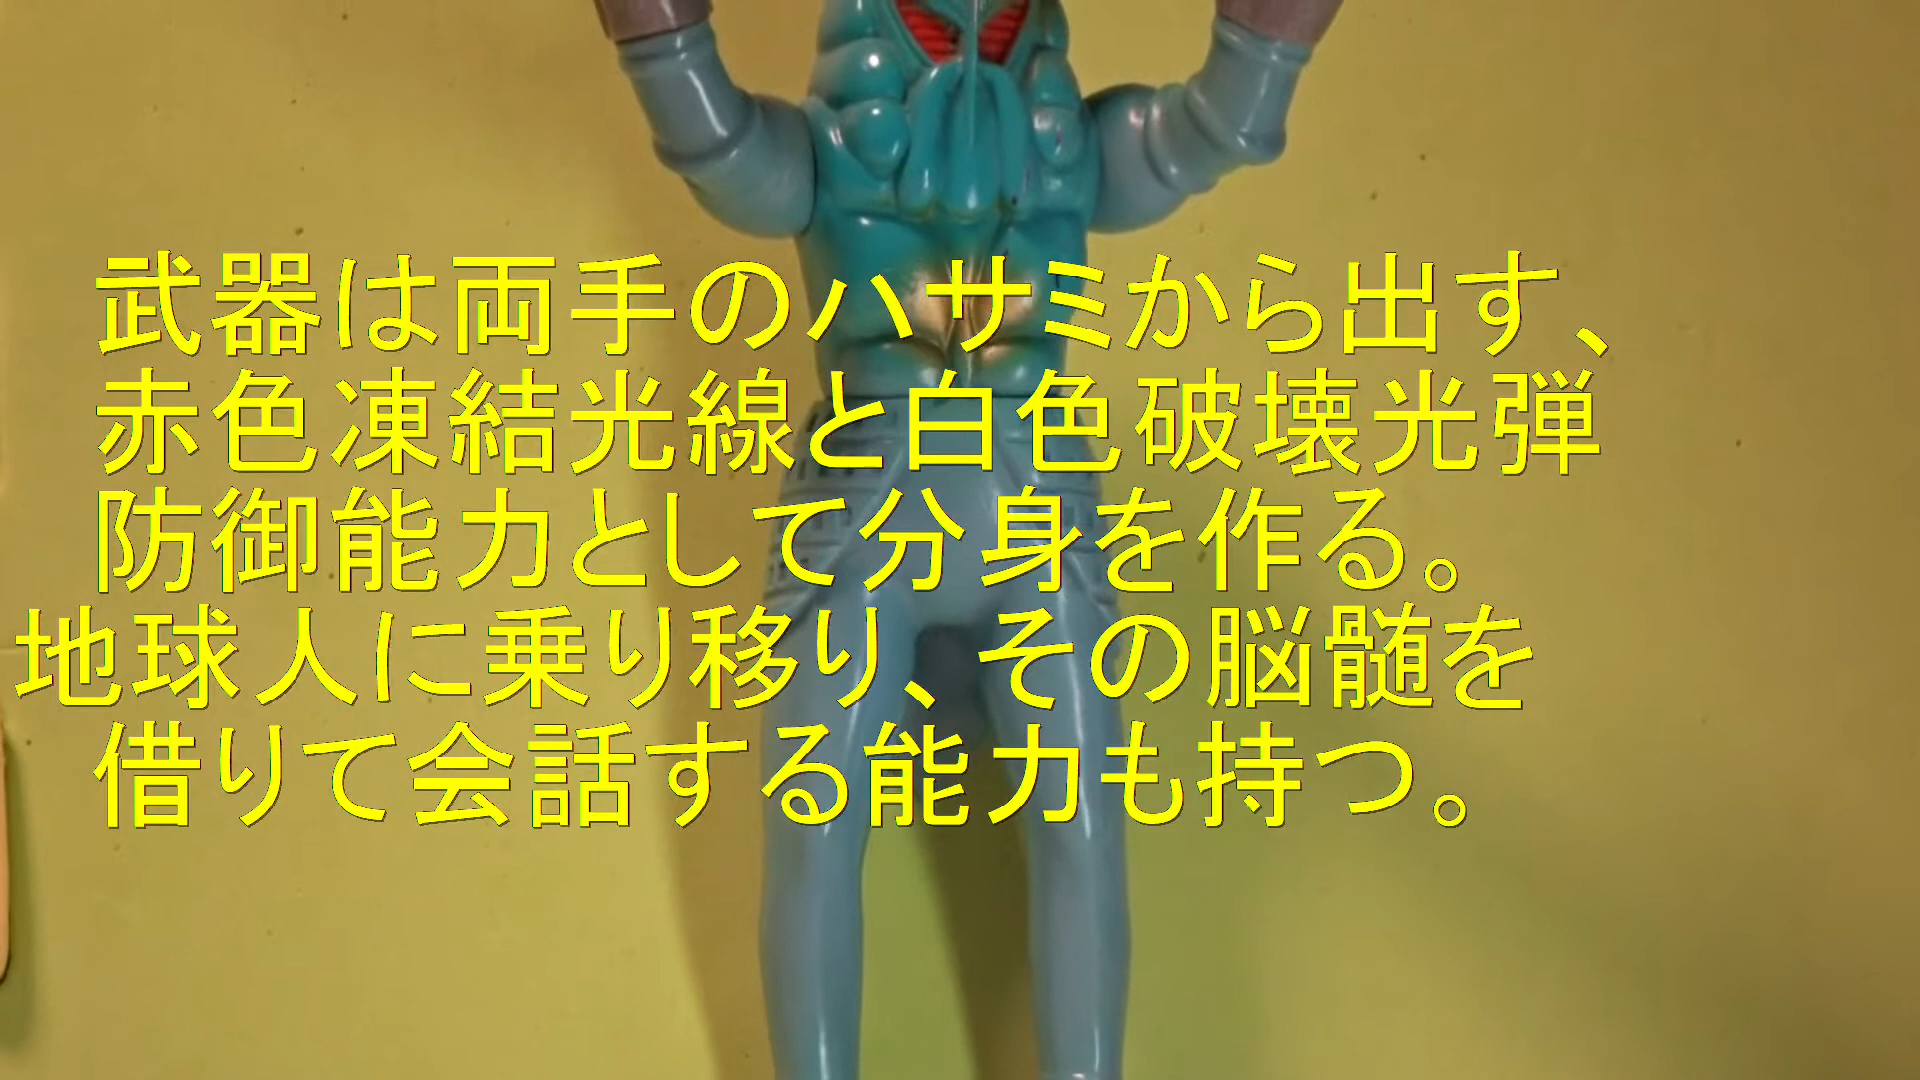 武器は両手のハサミから出す、
赤色凍結光線と白色破壊光弾
防御能力として分身を作る。
地球人に乗り移り、その脳髄を
借りて会話する能力も持つ。